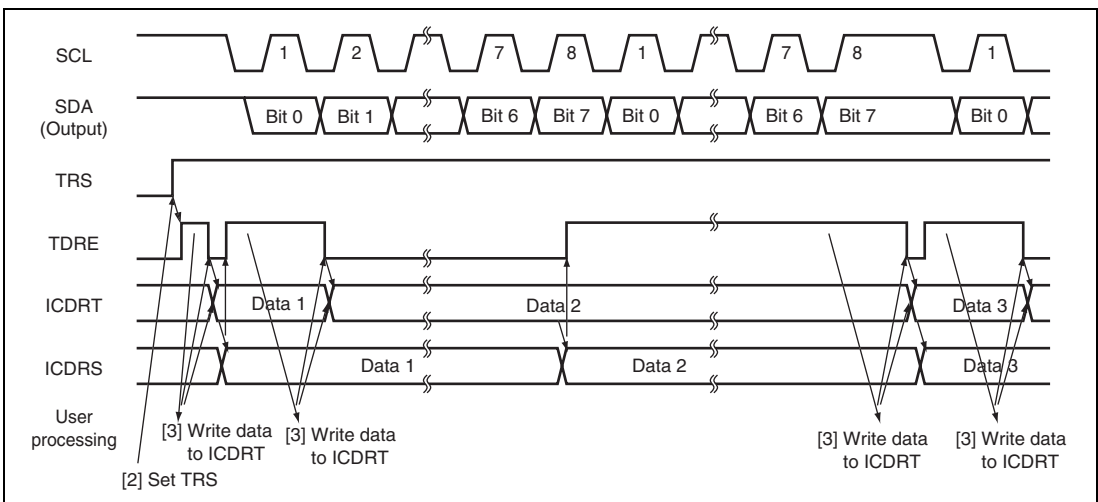 SCL 1 2 7 8 1 7 8 1
SDA
(Output) Bit 0 Bit 1 Bit 6 Bit 7 Bit 0 Bit 6 Bit 7 Bit 0
TRS
TDRE
ICDRT Data 1 Data 2 Data 3
ICDRS Data 1 Data 2 Data 3
User
processing
[3] Write data
to ICDRT
[3] Write data
to ICDRT
[3] Write data
to ICDRT
[3] Write data
to ICDRT
[2] Set TRS